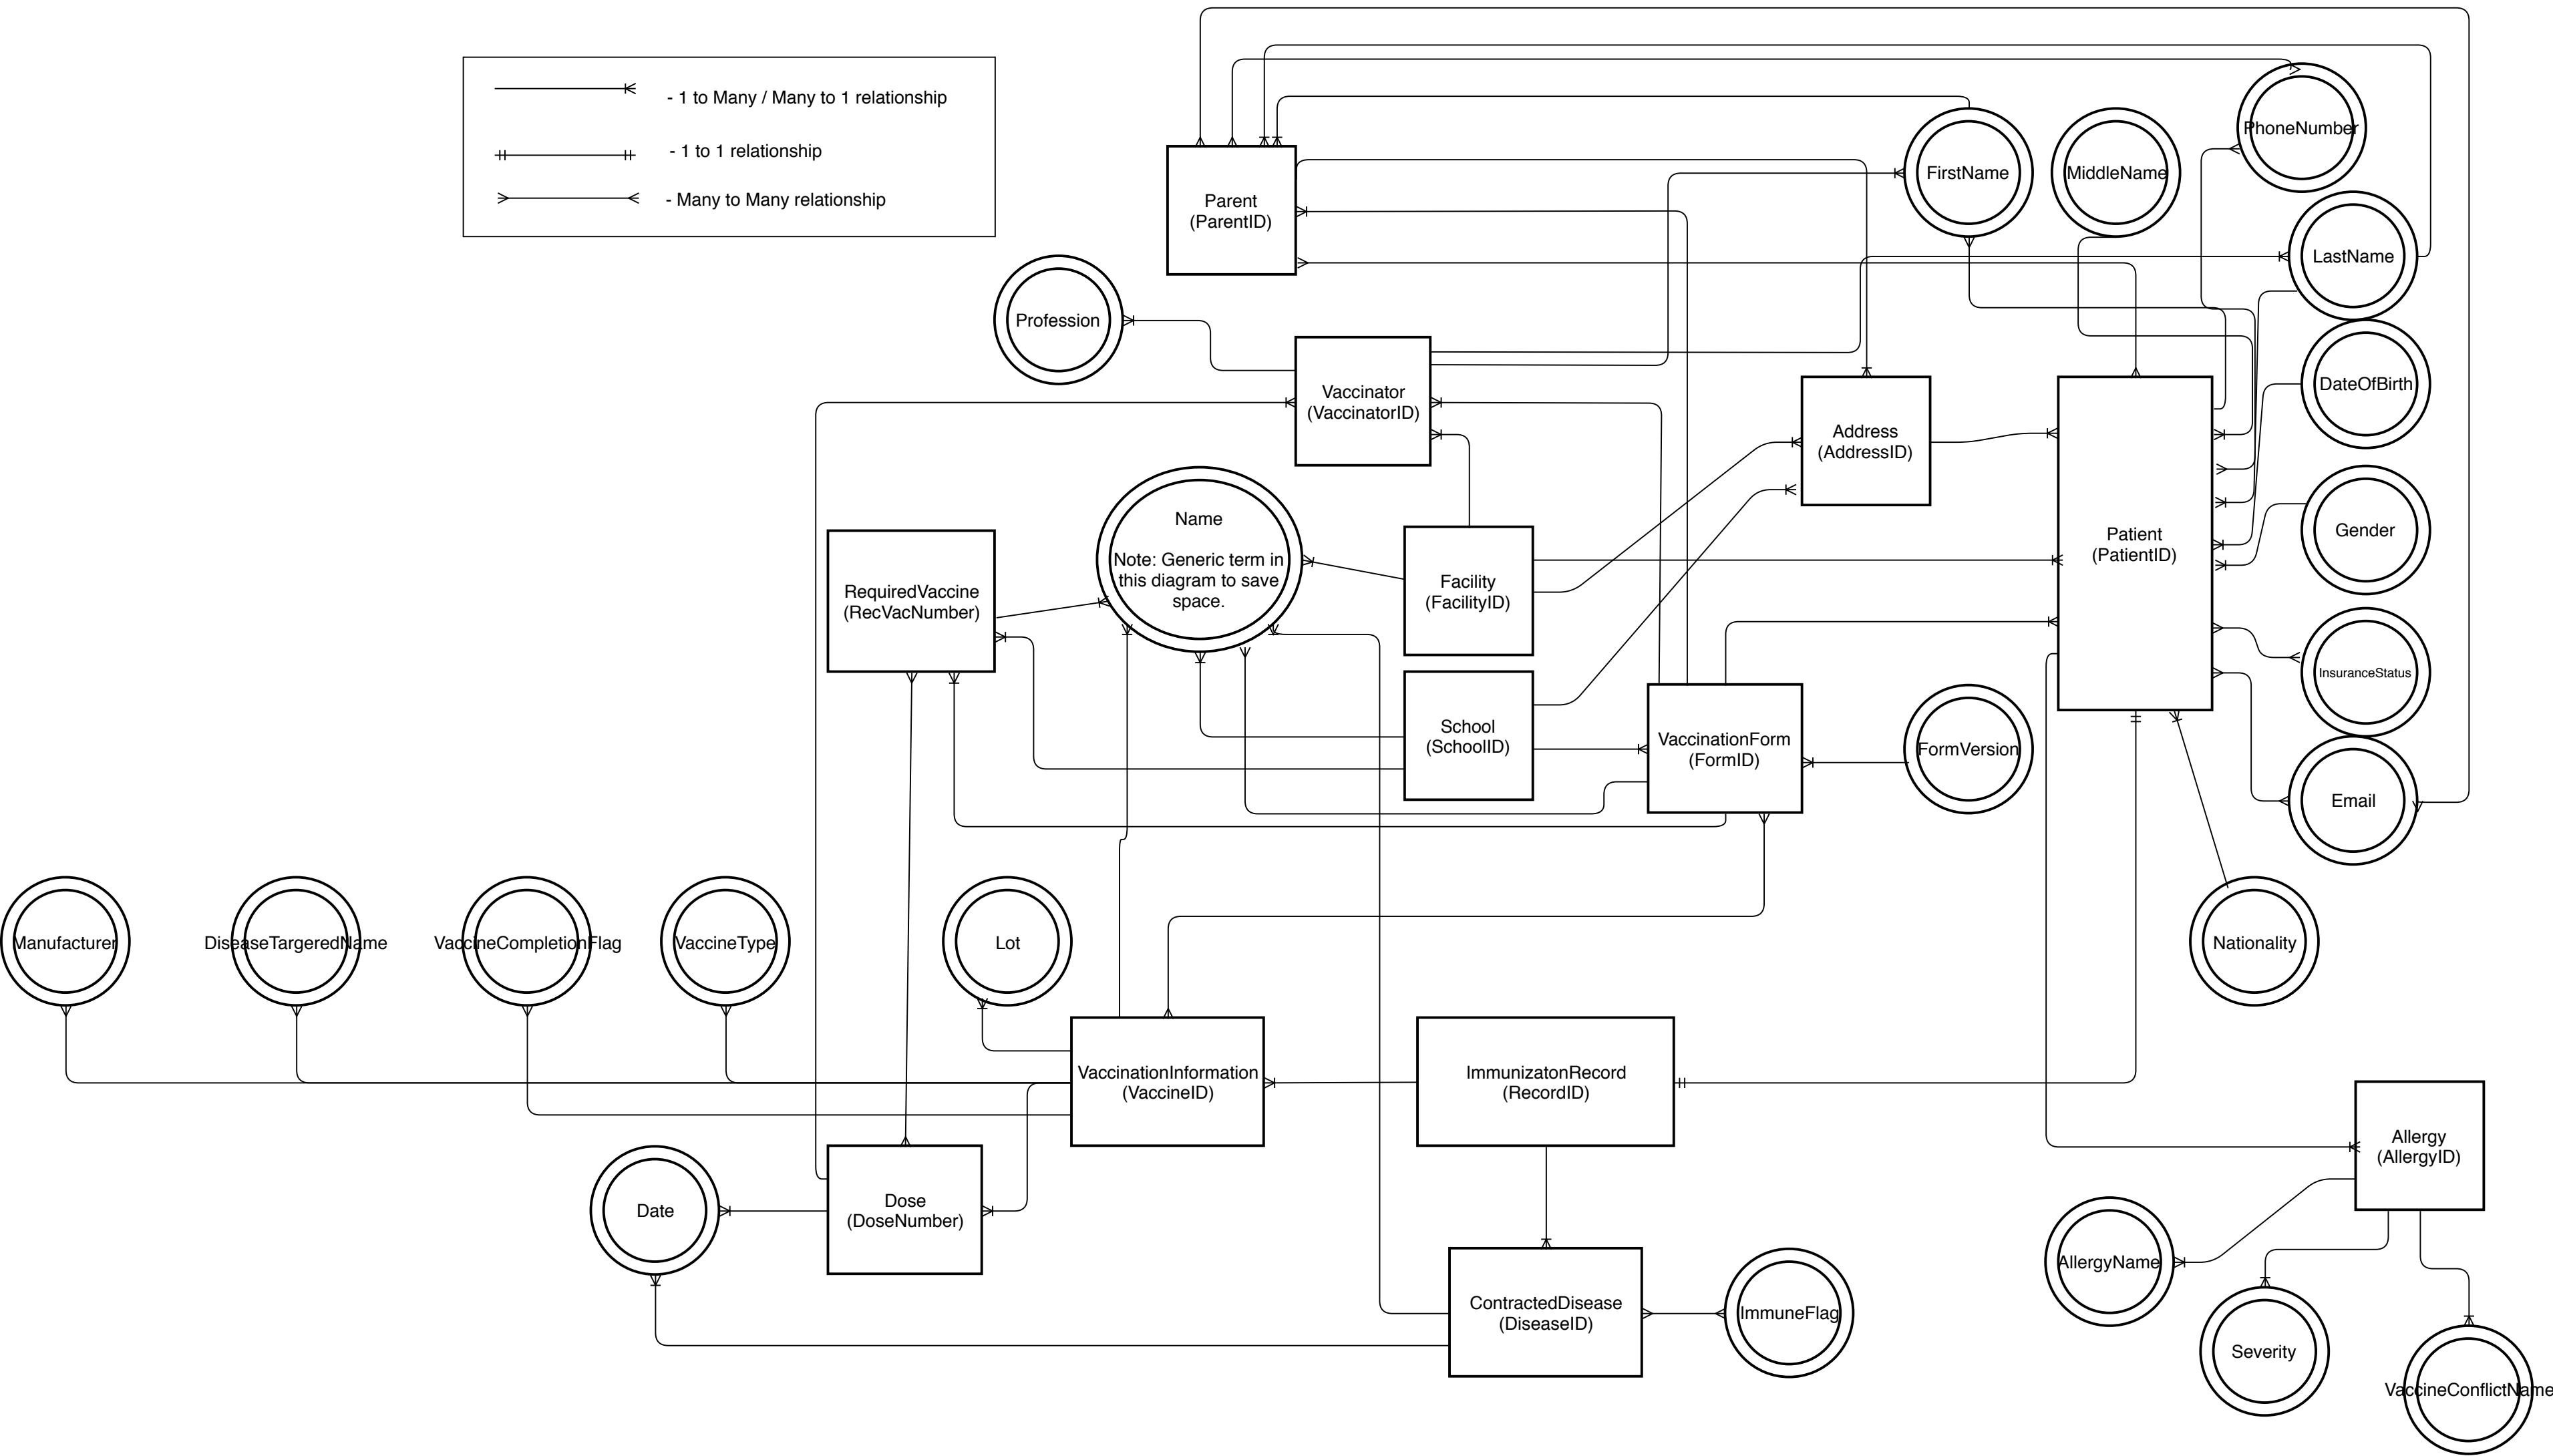 - 1 to Many / Many to 1 relationship
- 1 to 1 relationship
- Many to Many relationship
PhoneNumber
FirstName
MiddleName
Parent
(ParentID)
LastName
Profession
DateOfBirth
Vaccinator
(VaccinatorID)
Address
(AddressID)
Name
Note: Generic term in
this diagram to save
space.
Gender
Patient
(PatientID)
RequiredVaccine
(RecVacNumber)
Facility
(FacilityID)
InsuranceStatus
School
(SchoolID)
VaccinationForm
(FormID)
FormVersion
Email
Manufacturer
DiseaseTargeredName
VaccineCompletionFlag
VaccineType
Lot
Nationality
VaccinationInformation
(VaccineID)
ImmunizatonRecord
(RecordID)
Allergy
(AllergyID)
Date
Dose
(DoseNumber)
AllergyName
ContractedDisease
(DiseaseID)
ImmuneFlag
Severity
VaccineConflictName